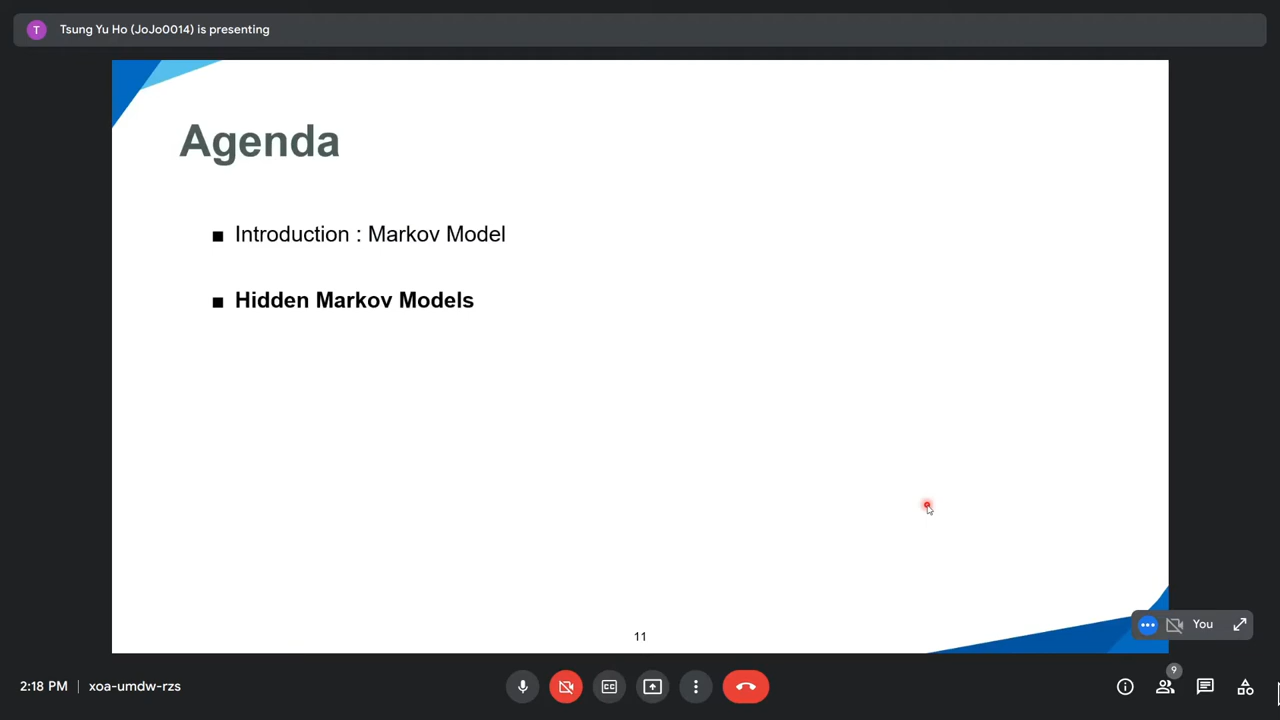 T
Tsung Yu Ho (JoJo0014) is presenting
Agenda
Introduction : Markov Model
Hidden Markov Models
11
You
2:18 PM | xoa-umdw-rzs
CC
9